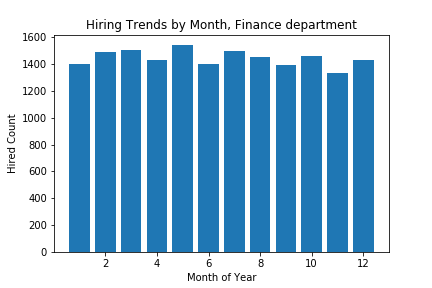 Hiring Trends by Month, Finance department
1600
1400
1200
1000
800
600
400
200
0
Hired Count
2 4 6 8 10 12
Month of Year